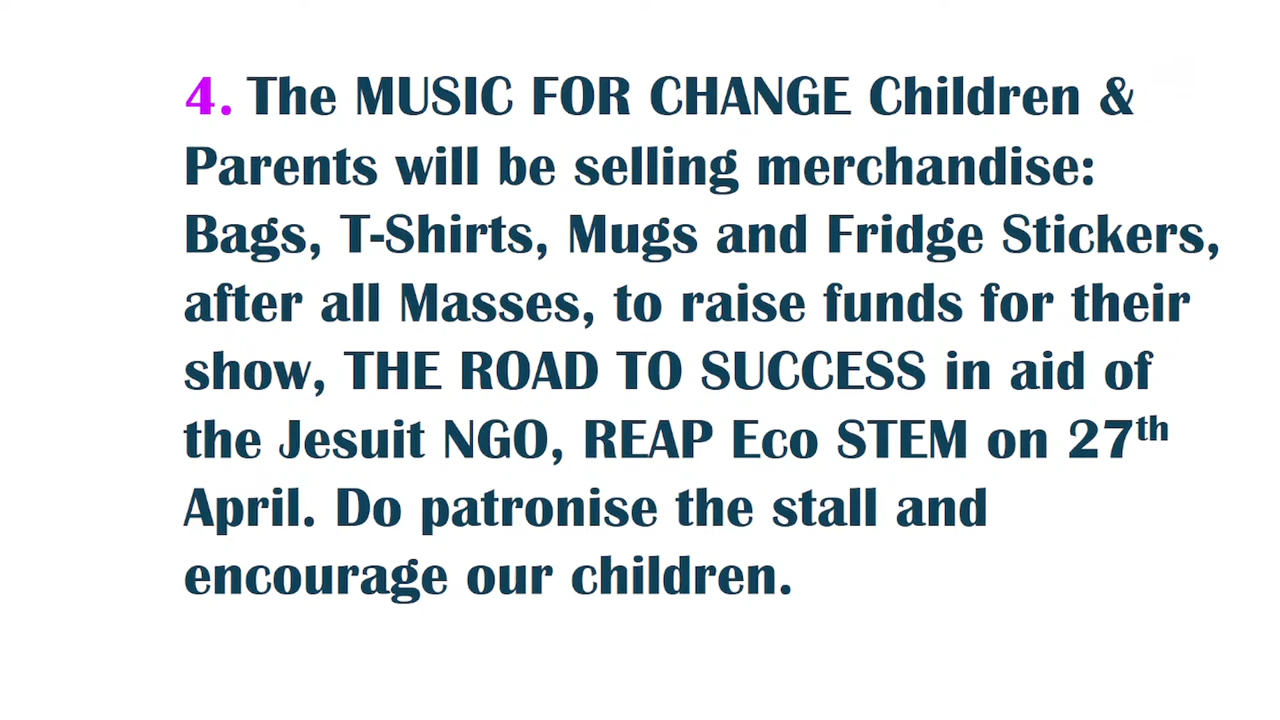 4. The MUSIC FOR CHANGE Children &
Parents will be selling merchandise:
Bags, T-Shirts, Mugs and Fridge Stickers,
after all Masses, to raise funds for their
show, THE ROAD TO SUCCESS in aid of
the Jesuit NGO, REAP Eco STEM on 27th
April. Do patronise the stall and
encourage our children.